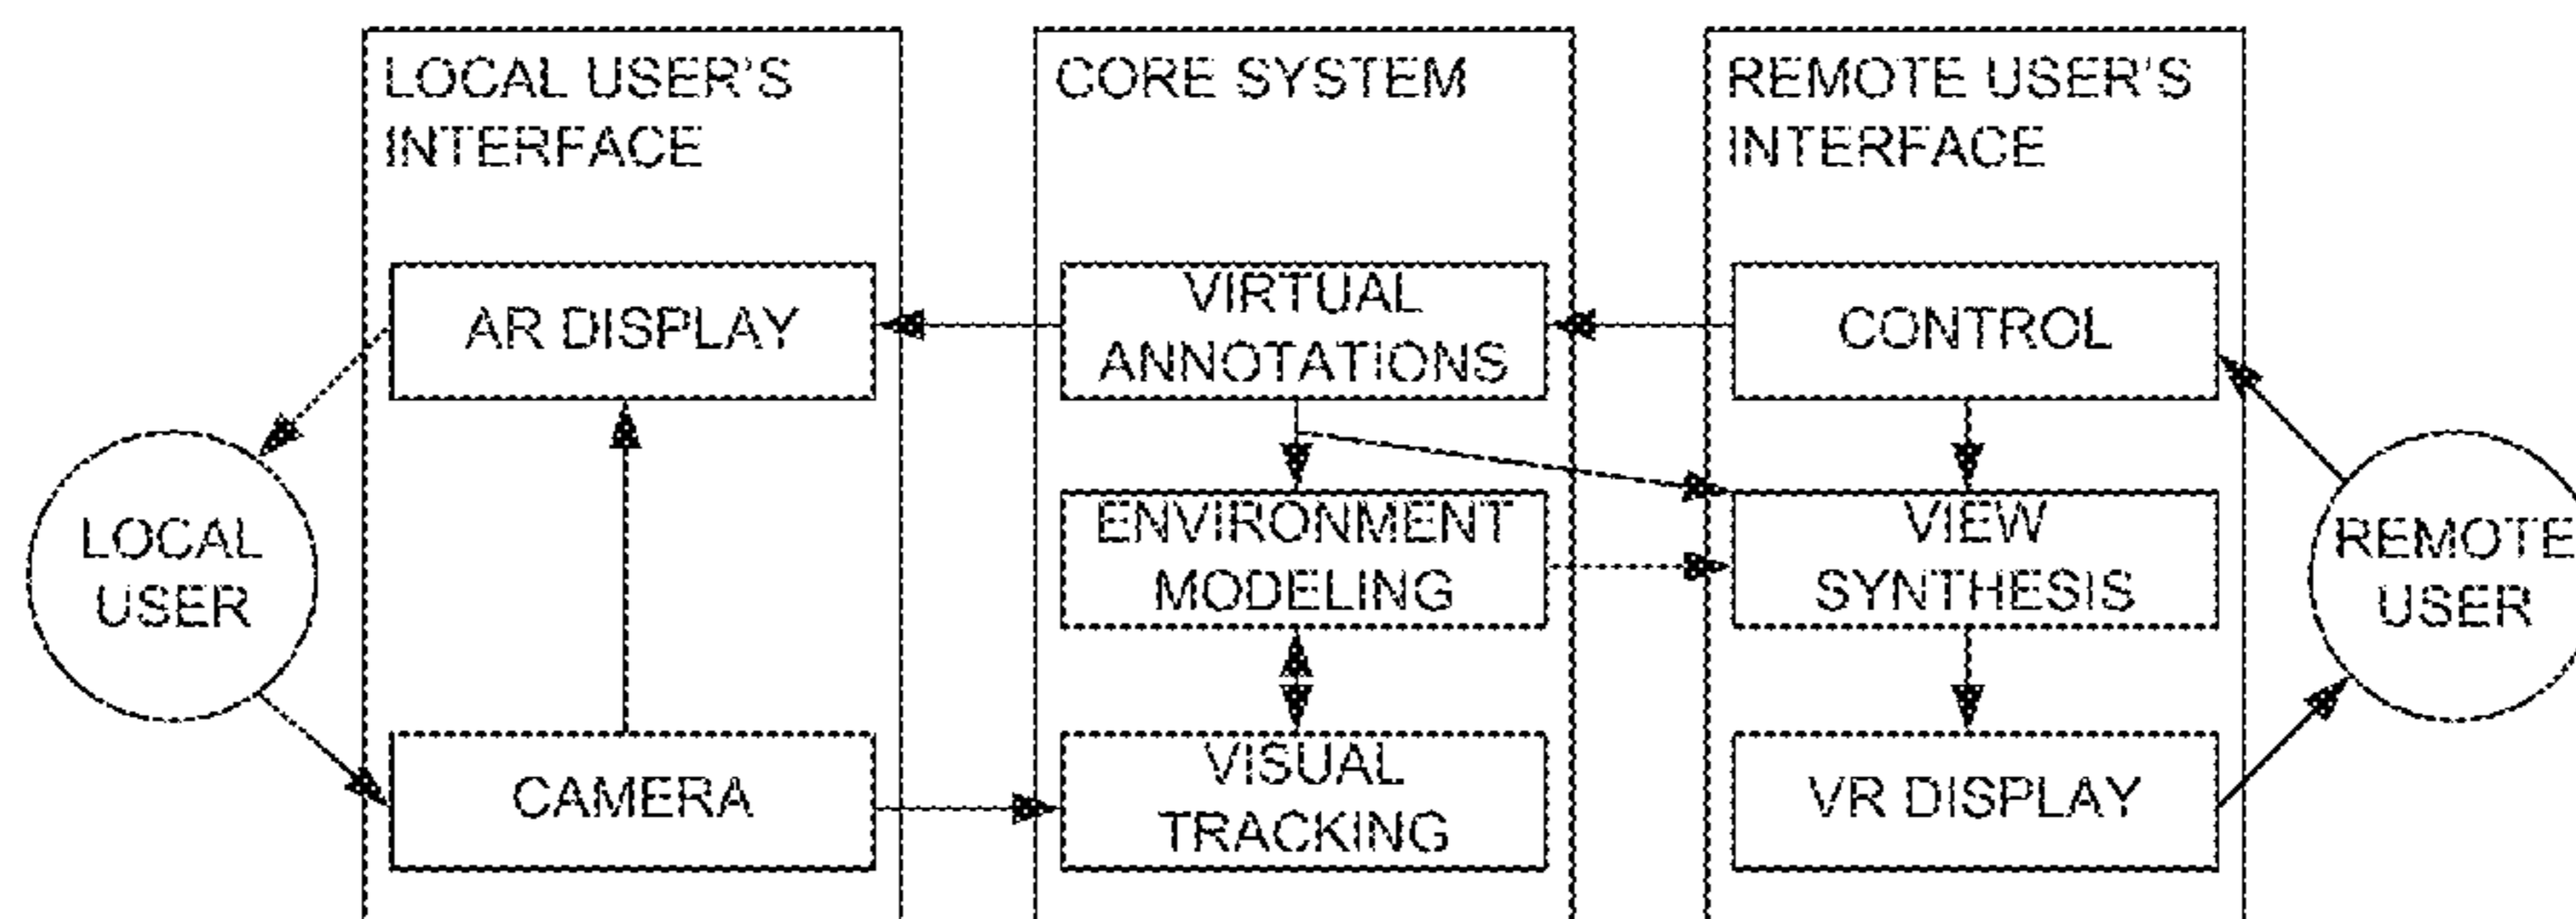 LOCAL USER'S
INTERFACE
CORE SYSTEM
REMOTE USER'S
INTERFACE
AR DISPLAY
VIRTUAL
ANNOTATIONS
CONTROL
LOCAL
USER
ENVIRONMENT
MODELING
VIEW
SYNTHESIS
REMOTE
USER
CAMERA
VISUAL
TRACKING
VR DISPLAY